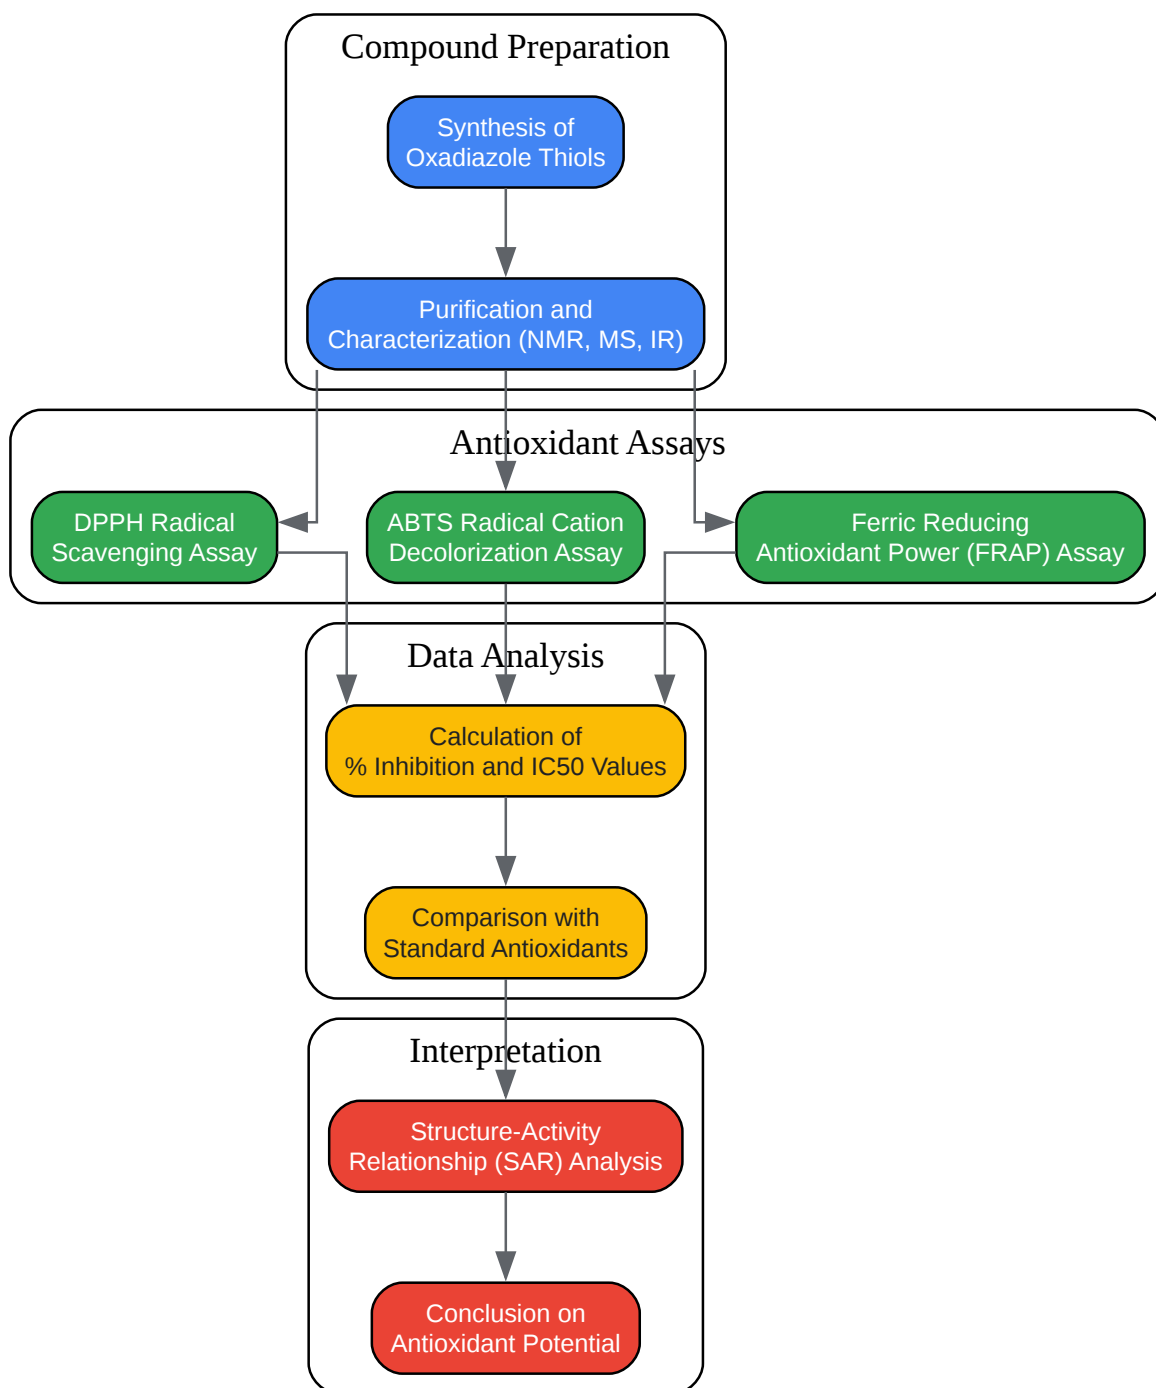 Compound Preparation
Synthesis of
Oxadiazole Thiols
Purification and
Characterization (NMR, MS, IR)
Antioxidant Assays
DPPH Radical
Scavenging Assay
ABTS Radical Cation
Decolorization Assay
Ferric Reducing
Antioxidant Power (FRAP) Assay
Data Analysis
Calculation of
% Inhibition and IC50 Values
Comparison with
Standard Antioxidants
Interpretation
Structure-Activity
Relationship (SAR) Analysis
Conclusion on
Antioxidant Potential